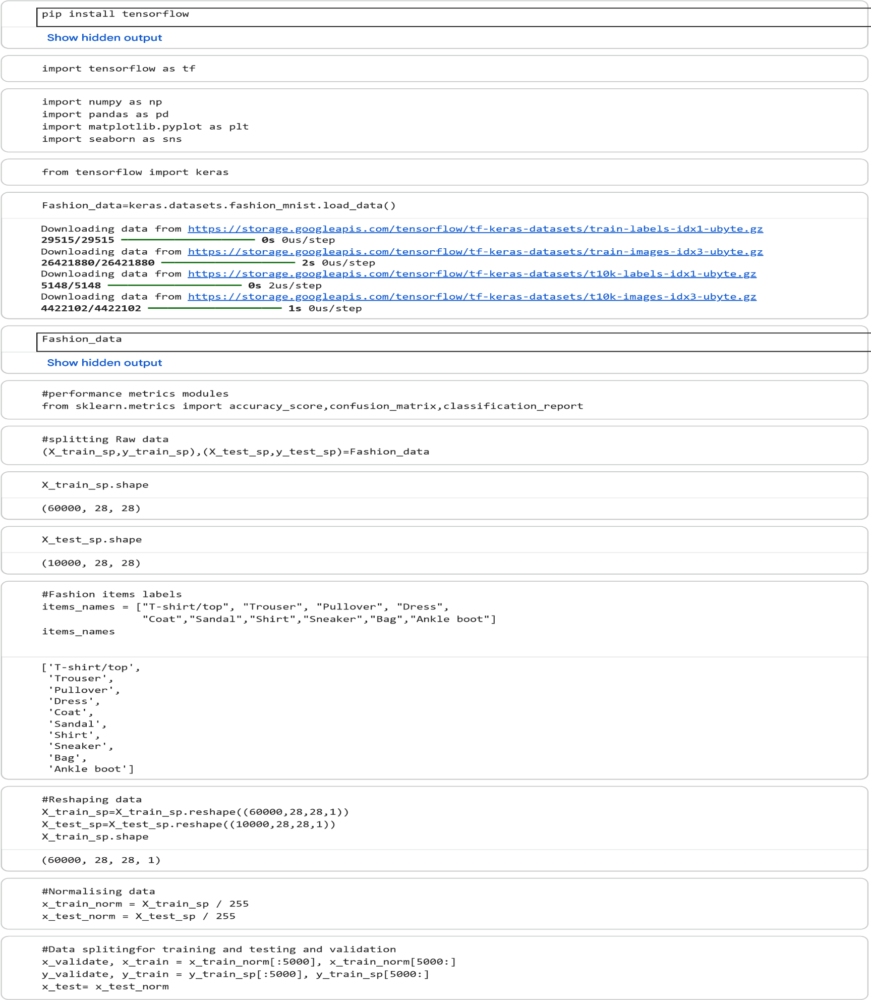 pip install tensorflow
Show hidden output
import tensorflow as tf
import numpy as np
import pandas as pd
import matplotlib.pyplot as plt
import seaborn as sns
from tensorflow import keras
Fashion_data=keras.datasets.fashion_mnist.load_data()
Downloading data from https://storage.googleapis.com/tensorflow/tf-keras-datasets/train-labels-idx1-ubyte.gz
29515/29515 ━━━━━━━━━━━━━━━━━━━━ 0s 0us/step
Downloading data from https://storage.googleapis.com/tensorflow/tf-keras-datasets/train-images-idx3-ubyte.gz
26421880/26421880 ━━━━━━━━━━━━━━━━━━━━ 2s 0us/step
Downloading data from https://storage.googleapis.com/tensorflow/tf-keras-datasets/t10k-labels-idx1-ubyte.gz
5148/5148 ━━━━━━━━━━━━━━━━━━━━ 0s 2us/step
Downloading data from https://storage.googleapis.com/tensorflow/tf-keras-datasets/t10k-images-idx3-ubyte.gz
4422102/4422102 ━━━━━━━━━━━━━━━━━━━━ 1s 0us/step
Fashion_data
Show hidden output
#performance metrics modules
from sklearn.metrics import accuracy_score,confusion_matrix,classification_report
#splitting Raw data
(X_train_sp,y_train_sp),(X_test_sp,y_test_sp)=Fashion_data
X_train_sp.shape
(60000, 28, 28)
X_test_sp.shape
(10000, 28, 28)
#Fashion items labels
items_names = ["T-shirt/top", "Trouser", "Pullover", "Dress",
"Coat","Sandal","Shirt","Sneaker","Bag","Ankle boot"]
items_names
['T-shirt/top',
'Trouser',
'Pullover',
'Dress',
'Coat',
'Sandal',
'Shirt',
'Sneaker',
'Bag',
'Ankle boot']
#Reshaping data
X_train_sp=X_train_sp.reshape((60000,28,28,1))
X_test_sp=X_test_sp.reshape((10000,28,28,1))
X_train_sp.shape
(60000, 28, 28, 1)
#Normalising data
x_train_norm = X_train_sp / 255
x_test_norm = X_test_sp / 255
#Data splitingfor training and testing and validation
x_validate, x_train = x_train_norm[:5000], x_train_norm[5000:]
y_validate, y_train = y_train_sp[:5000], y_train_sp[5000:]
x_test= x_test_norm